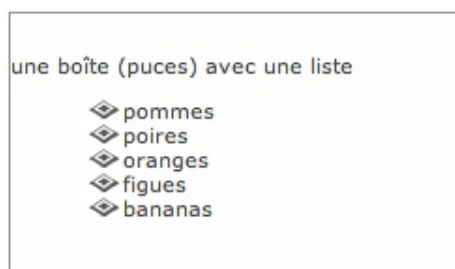 une boîte (puces) avec une liste
pommes
poires
oranges
figues
bananas